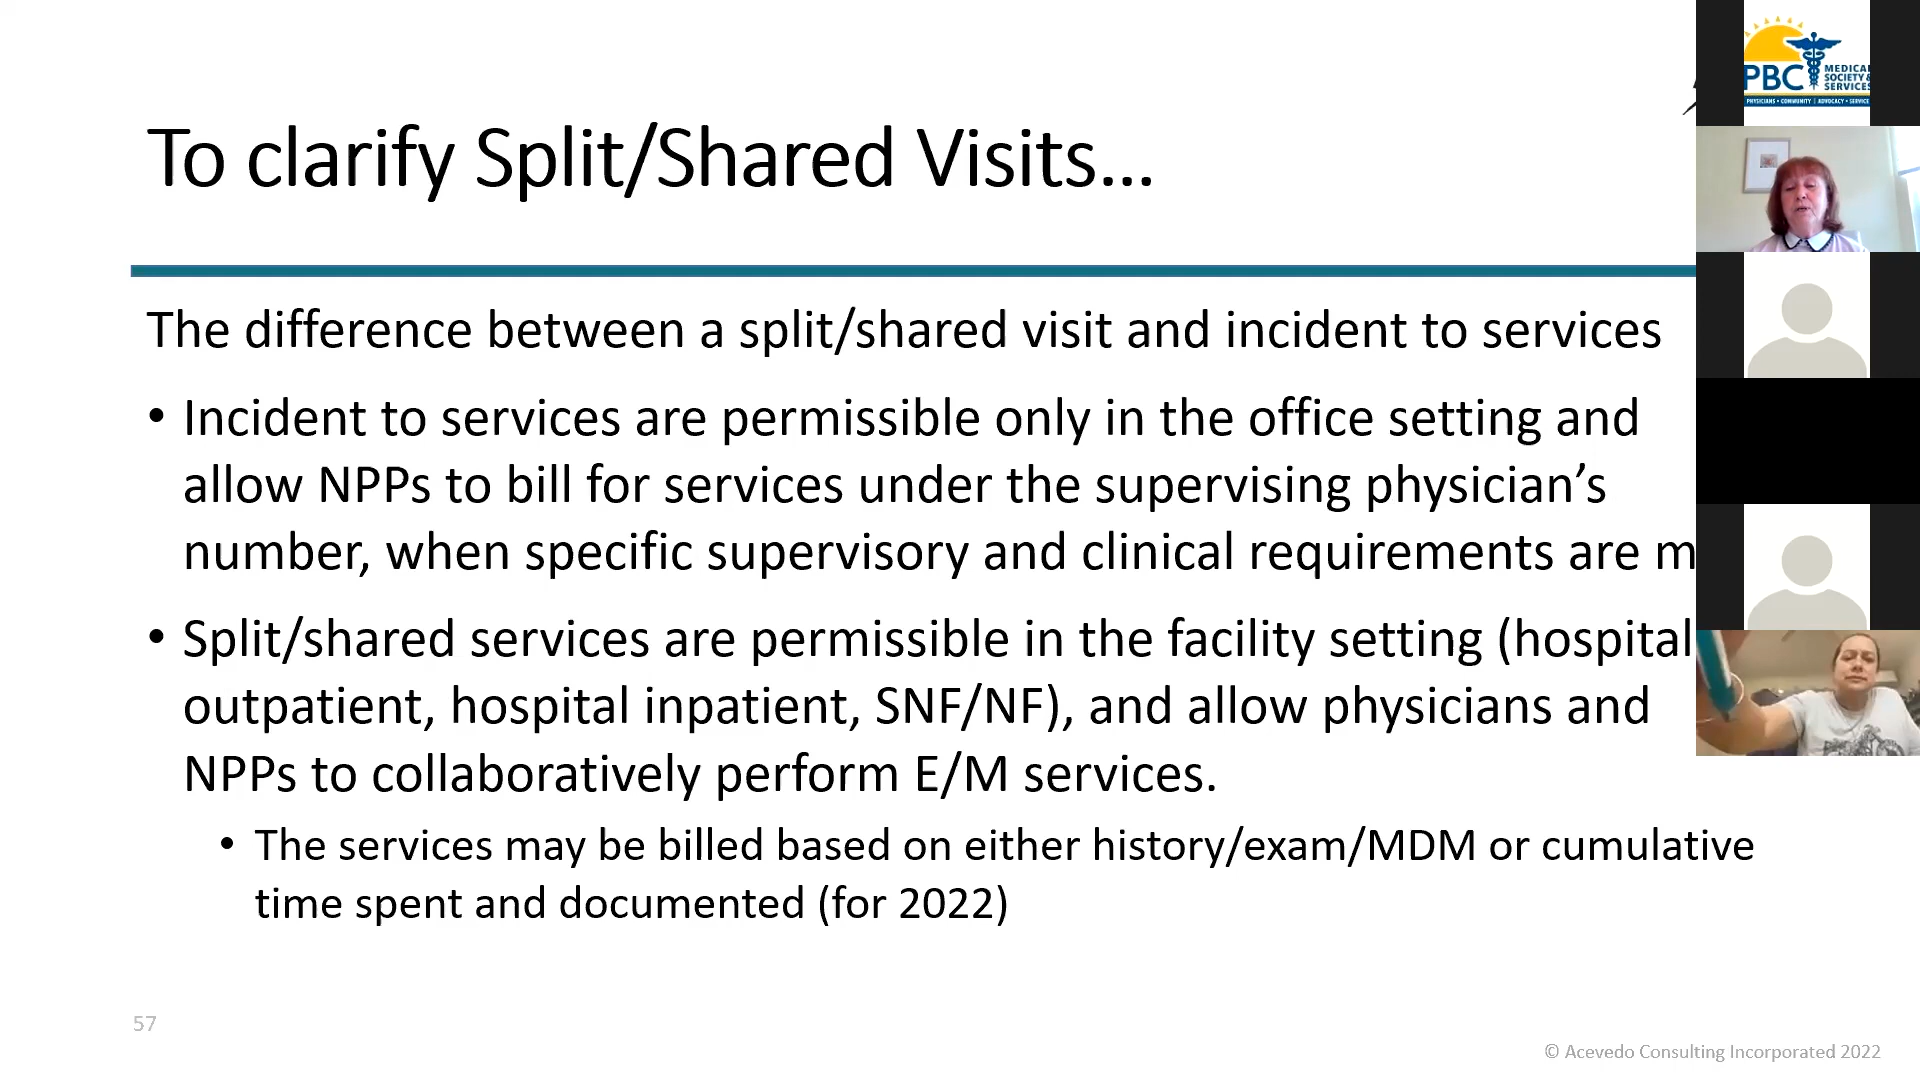 To clarify Split/Shared Visits...
The difference between a split/shared visit and incident to services
• Incident to services are permissible only in the office setting and
allow NPPs to bill for services under the supervising physician’s
number, when specific supervisory and clinical requirements are m
• Split/shared services are permissible in the facility setting (hospital
outpatient, hospital inpatient, SNF/NF), and allow physicians and
NPPs to collaboratively perform E/M services.
• The services may be billed based on either history/exam/MDM or cumulative
time spent and documented (for 2022)
57
© Acevedo Consulting Incorporated 2022
PBC
MEDICAL
SOCIETY &
SERVICES
PHYSICIANS • COMMUNITY | ADVOCACY • SERVICE